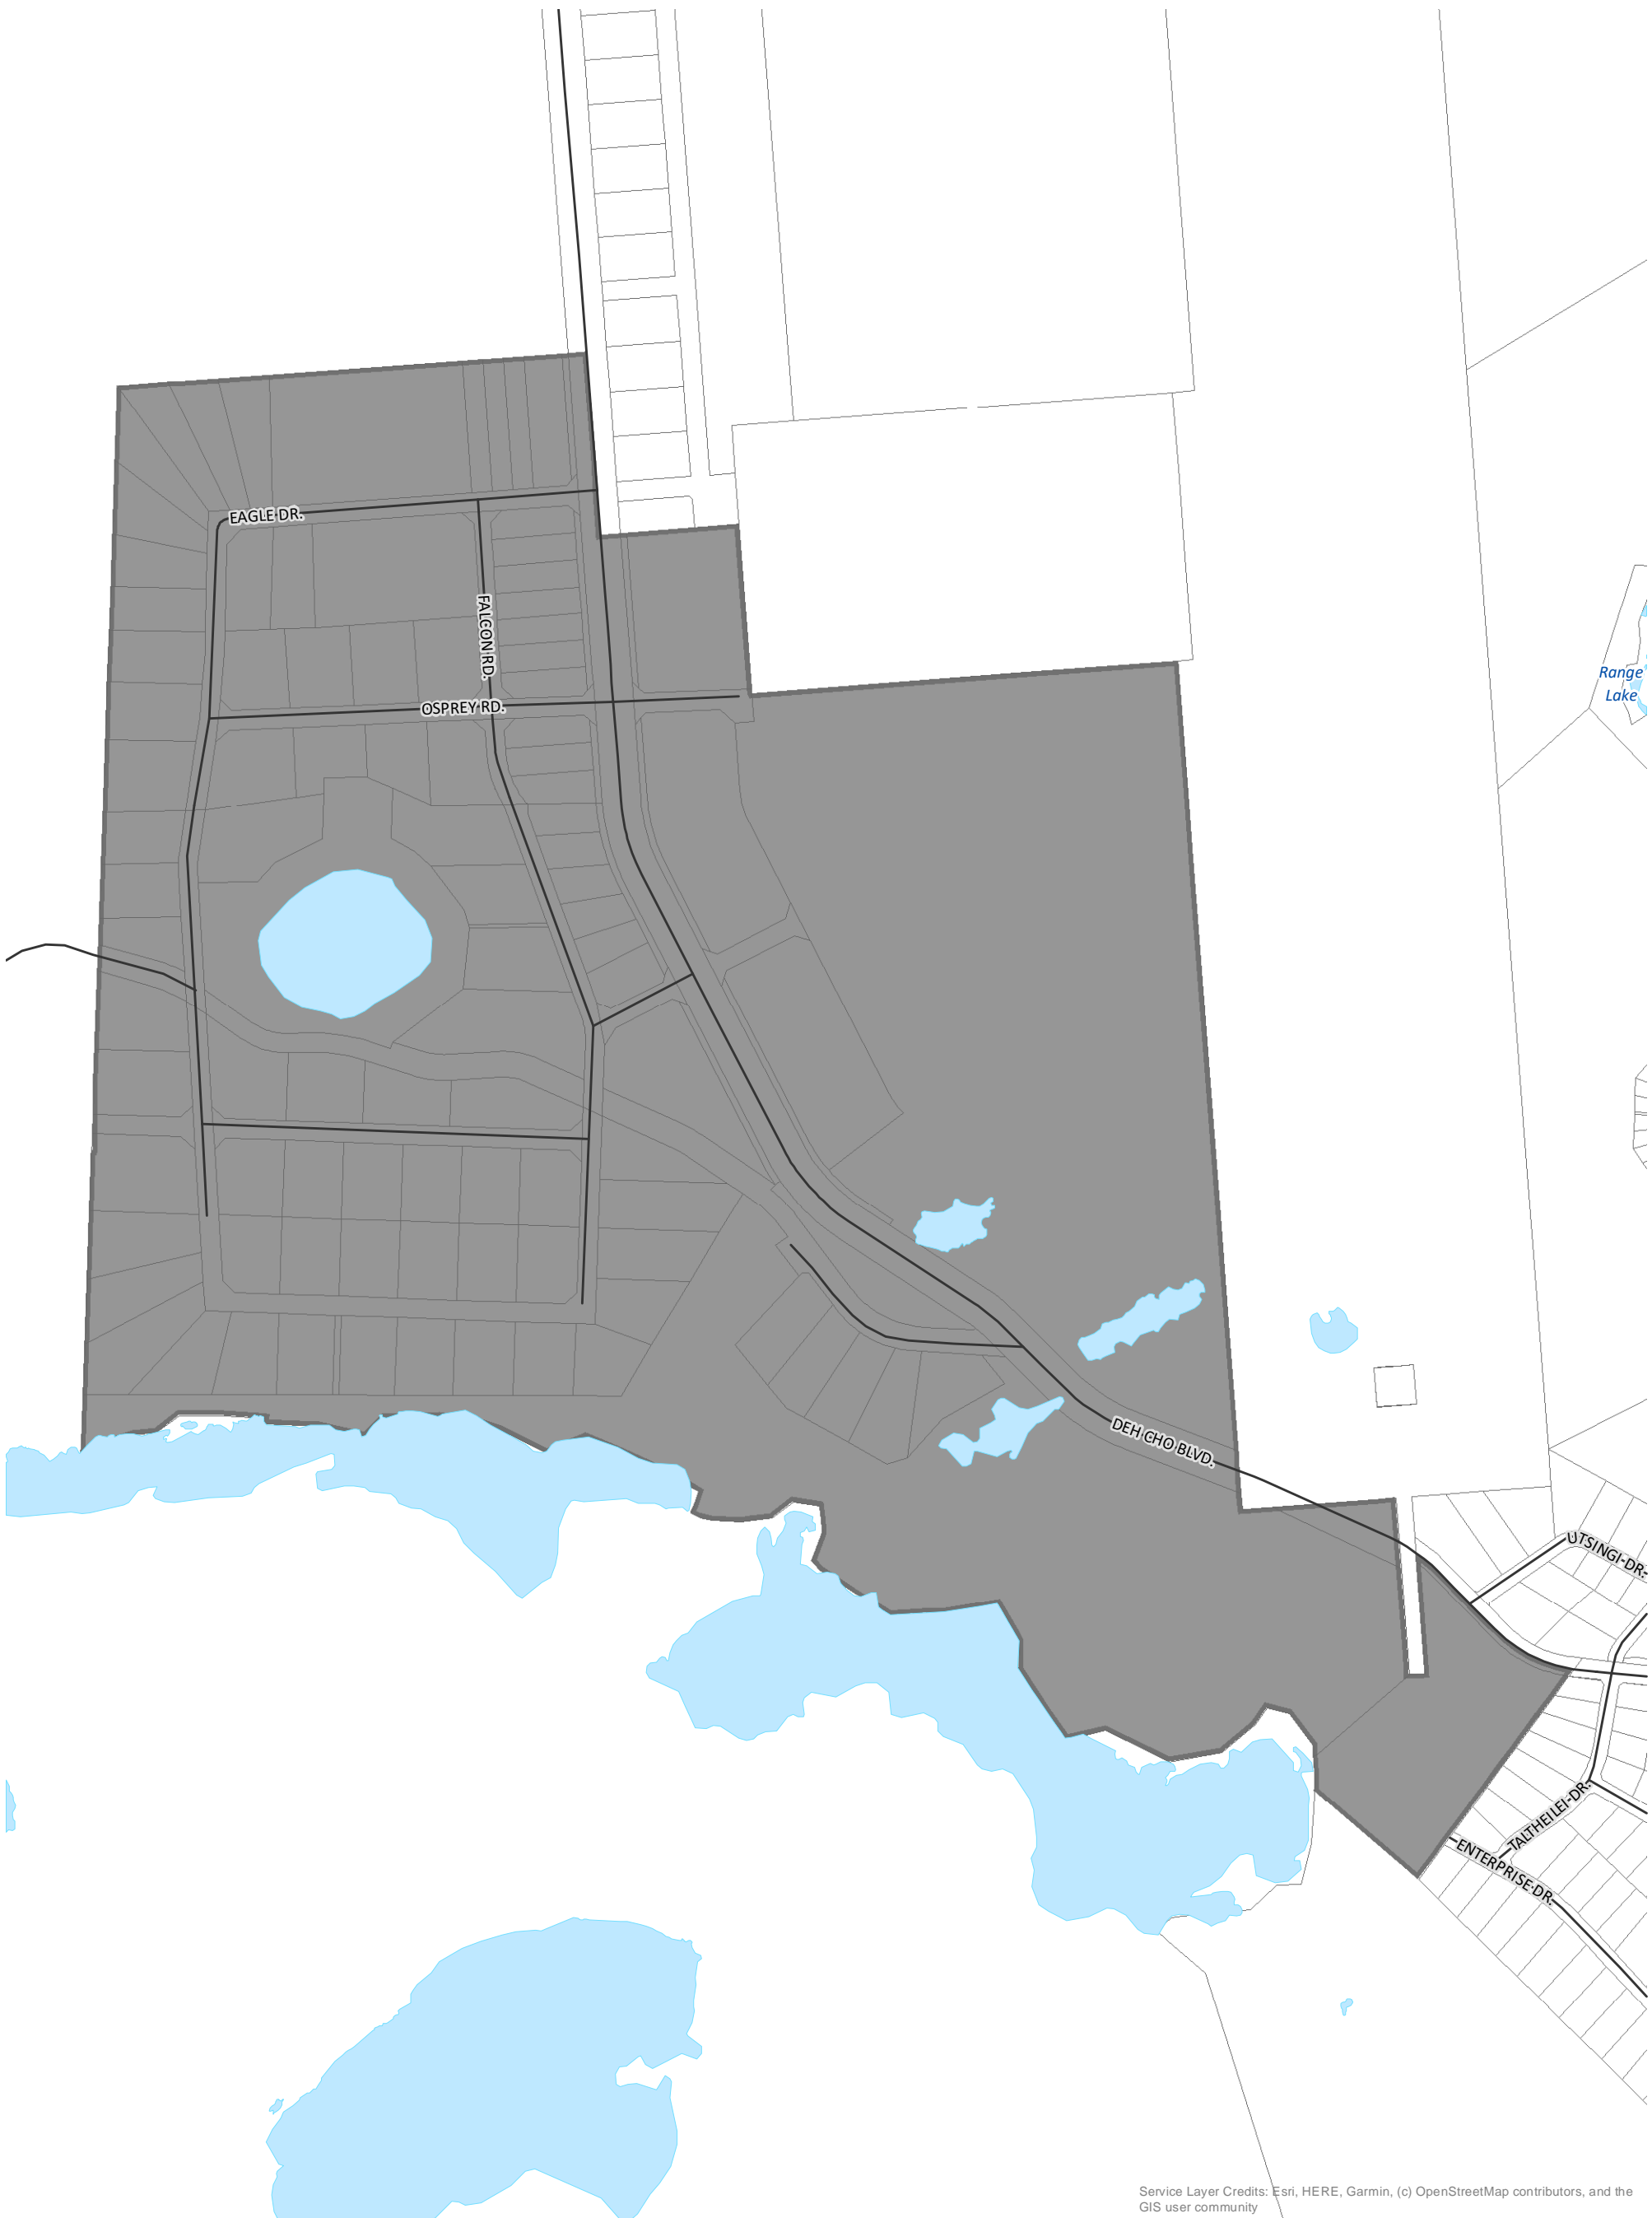 EAGLE DR.
FALCON RD.
Range
Lake
OSPREY RD.
DEH CHO BLVD.
UTSINGI DR.
TALTHEILEI DR.
ENTERPRISE DR.
Service Layer Credits: Esri, HERE, Garmin, (c) OpenStreetMap contributors, and the
GIS user community